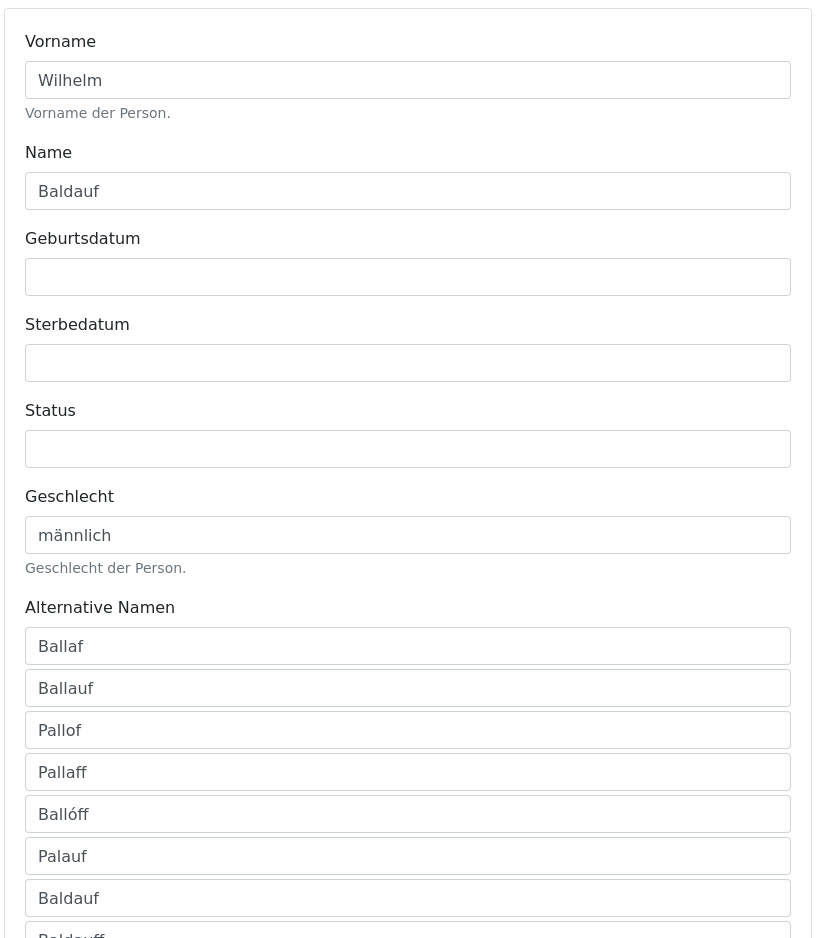 Vorname
Wilhelm
Vorname der Person.
Name
Baldauf
Geburtsdatum
Sterbedatum
Status
Geschlecht
männlich
Geschlecht der Person.
Alternative Namen
Ballaf
Ballauf
Pallof
Pallaff
Ballóff
Palauf
Baldauf
Baldauff